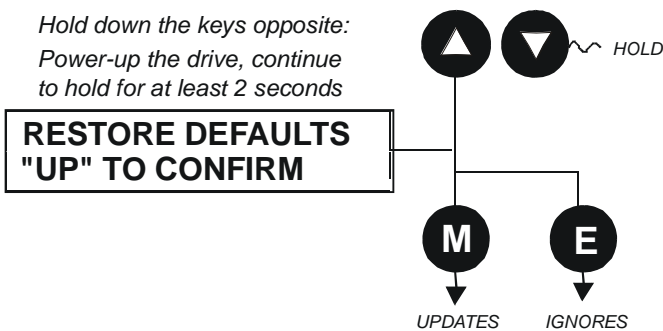 Hold down the keys opposite:
Power-up the drive, continue
to hold for at least 2 seconds
HOLD
RESTORE DEFAULTS
"UP" TO CONFIRM
M
E
UPDATES
IGNORES